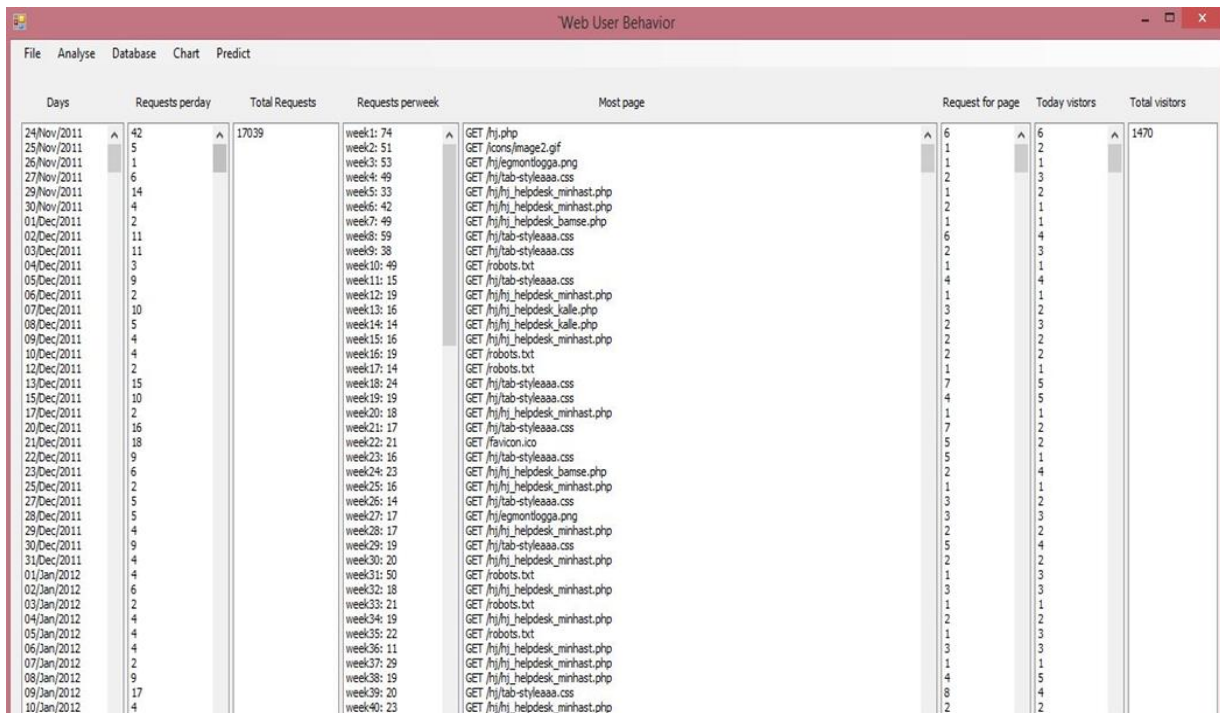 `Web User Behavior
File Analyse Database Chart Predict
Days Requests perday Total Requests Requests perweek Most page Request for page Today vistors Total visitors
24/Nov/2011 42 17039 week1: 74 GET /hj.php 6 6 1470
25/Nov/2011 5 week2: 51 GET /icons/image2.gif 1 2
26/Nov/2011 1 week3: 53 GET /hj/egmontlogga.png 1 1
27/Nov/2011 6 week4: 49 GET /hj/tab-styleaaa.css 2 3
29/Nov/2011 14 week5: 33 GET /hj/hj_helpdesk_minhast.php 1 2
30/Nov/2011 4 week6: 42 GET /hj/hj_helpdesk_minhast.php 2 1
01/Dec/2011 2 week7: 49 GET /hj/hj_helpdesk_bamse.php 1 1
02/Dec/2011 11 week8: 59 GET /hj/tab-styleaaa.css 6 4
03/Dec/2011 11 week9: 38 GET /hj/tab-styleaaa.css 2 3
04/Dec/2011 3 week10: 49 GET /robots.txt 1 1
05/Dec/2011 9 week11: 15 GET /hj/tab-styleaaa.css 4 4
06/Dec/2011 2 week12: 19 GET /hj/hj_helpdesk_minhast.php 1 1
07/Dec/2011 10 week13: 16 GET /hj/hj_helpdesk_kalle.php 3 2
08/Dec/2011 5 week14: 14 GET /hj/hj_helpdesk_kalle.php 2 3
09/Dec/2011 4 week15: 16 GET /hj/hj_helpdesk_minhast.php 2 2
10/Dec/2011 4 week16: 19 GET /robots.txt 2 2
12/Dec/2011 2 week17: 14 GET /robots.txt 1 1
13/Dec/2011 15 week18: 24 GET /hj/tab-styleaaa.css 7 5
15/Dec/2011 10 week19: 19 GET /hj/tab-styleaaa.css 4 5
17/Dec/2011 2 week20: 18 GET /hj/hj_helpdesk_minhast.php 1 1
20/Dec/2011 16 week21: 17 GET /hj/tab-styleaaa.css 7 2
21/Dec/2011 18 week22: 21 GET /favicon.ico 5 2
22/Dec/2011 9 week23: 16 GET /hj/tab-styleaaa.css 5 1
23/Dec/2011 6 week24: 23 GET /hj/hj_helpdesk_bamse.php 2 4
25/Dec/2011 2 week25: 16 GET /hj/hj_helpdesk_minhast.php 1 1
27/Dec/2011 5 week26: 14 GET /hj/tab-styleaaa.css 3 2
28/Dec/2011 5 week27: 17 GET /hj/egmontlogga.png 3 3
29/Dec/2011 4 week28: 17 GET /hj/hj_helpdesk_minhast.php 2 2
30/Dec/2011 9 week29: 19 GET /hj/tab-styleaaa.css 5 4
31/Dec/2011 4 week30: 20 GET /hj/hj_helpdesk_minhast.php 2 2
01/Jan/2012 4 week31: 50 GET /robots.txt 1 3
02/Jan/2012 6 week32: 18 GET /hj/hj_helpdesk_minhast.php 3 3
03/Jan/2012 2 week33: 21 GET /robots.txt 1 1
04/Jan/2012 4 week34: 19 GET /hj/hj_helpdesk_minhast.php 2 2
05/Jan/2012 4 week35: 22 GET /robots.txt 1 3
06/Jan/2012 4 week36: 11 GET /hj/hj_helpdesk_minhast.php 3 3
07/Jan/2012 2 week37: 29 GET /hj/hj_helpdesk_minhast.php 1 1
08/Jan/2012 9 week38: 19 GET /hj/hj_helpdesk_minhast.php 4 5
09/Jan/2012 17 week39: 20 GET /hj/tab-styleaaa.css 8 4
10/Jan/2012 4 week40: 23 GET /hj/hj_helpdesk_minhast.php 2 2